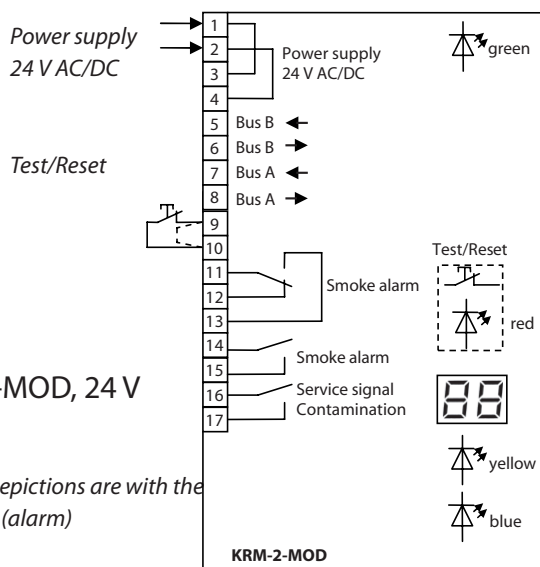 Power supply
24 V AC/DC
Test/Reset
-MOD, 24 V
epictions are with the
(alarm)
1
2
3
4
5
6
7
8
9
10
11
12
13
14
15
16
17
Power supply
24 V AC/DC
Bus B
Bus B
Bus A
Bus A
Smoke alarm
Smoke alarm
Service signal
Contamination
green
Test/Reset
red
88
yellow
blue
KRM-2-MOD